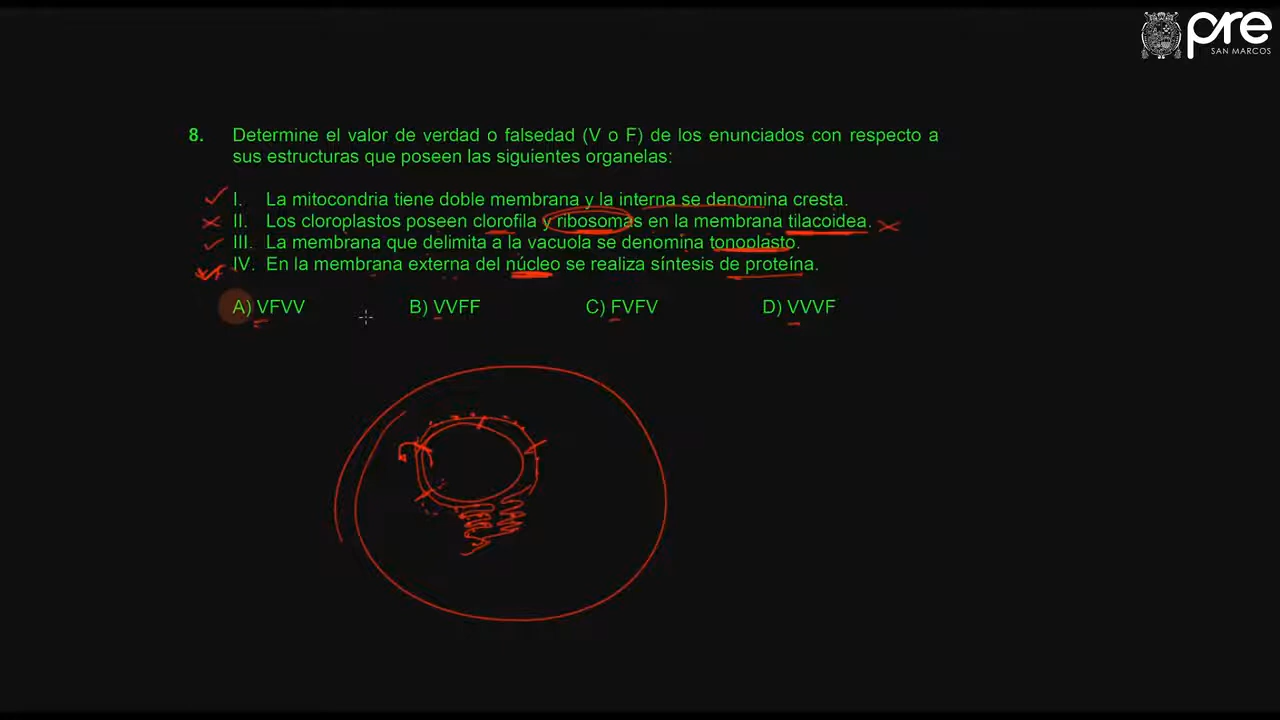 pre
SAN MARCOS
8. Determine el valor de verdad o falsedad (V o F) de los enunciados con respecto a
sus estructuras que poseen las siguientes organelas:
I. La mitocondria tiene doble membrana y la interna se denomina cresta.
II. Los cloroplastos poseen clorofila y ribosomas en la membrana tilacoidea.
III. La membrana que delimita a la vacuola se denomina tonoplasto.
IV. En la membrana externa del núcleo se realiza síntesis de proteína.
A) VFVV B) VVFF C) FVFV D) VVVF